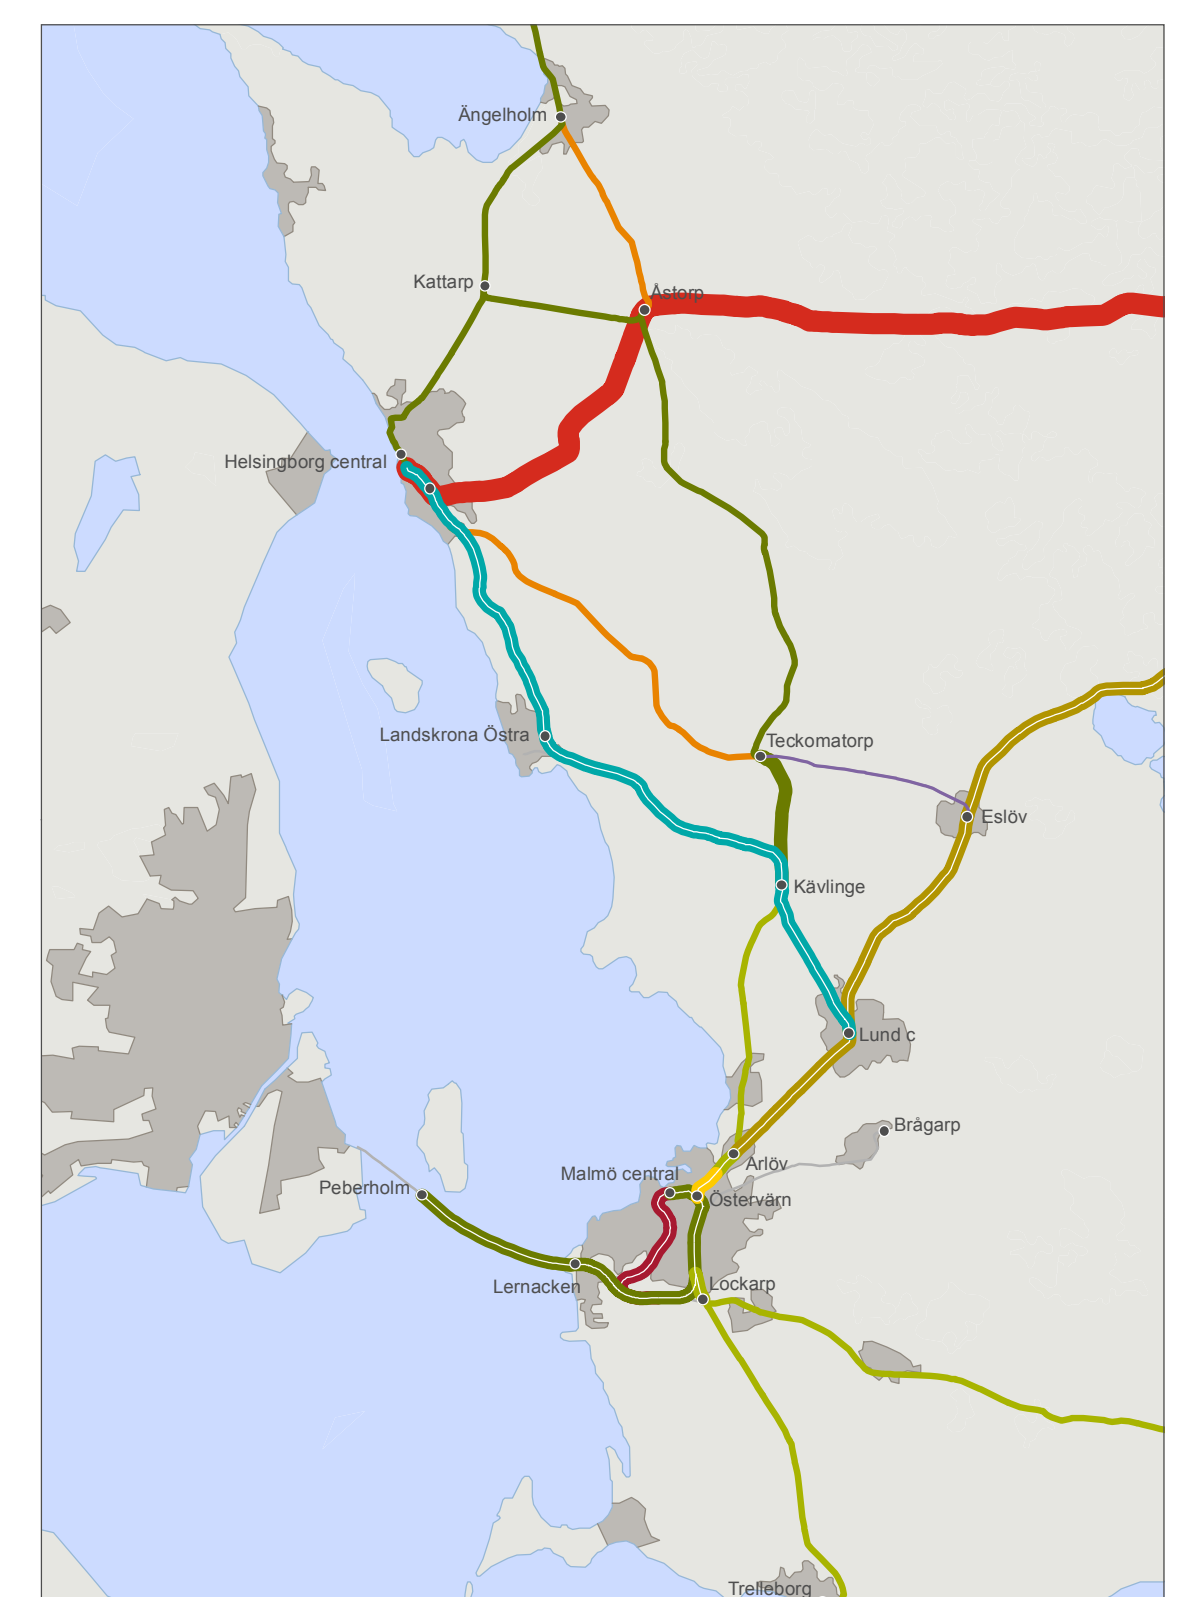 Ängelholm
Kattarp
Åstorp
Helsingborg central
Landskrona Östra
Teckomatorp
Eslöv
Kävlinge
Lund c
Brågarp
Arlöv
Malmö central
Peberholm
Östervärn
Lernacken
Lockarp
Trelleborg